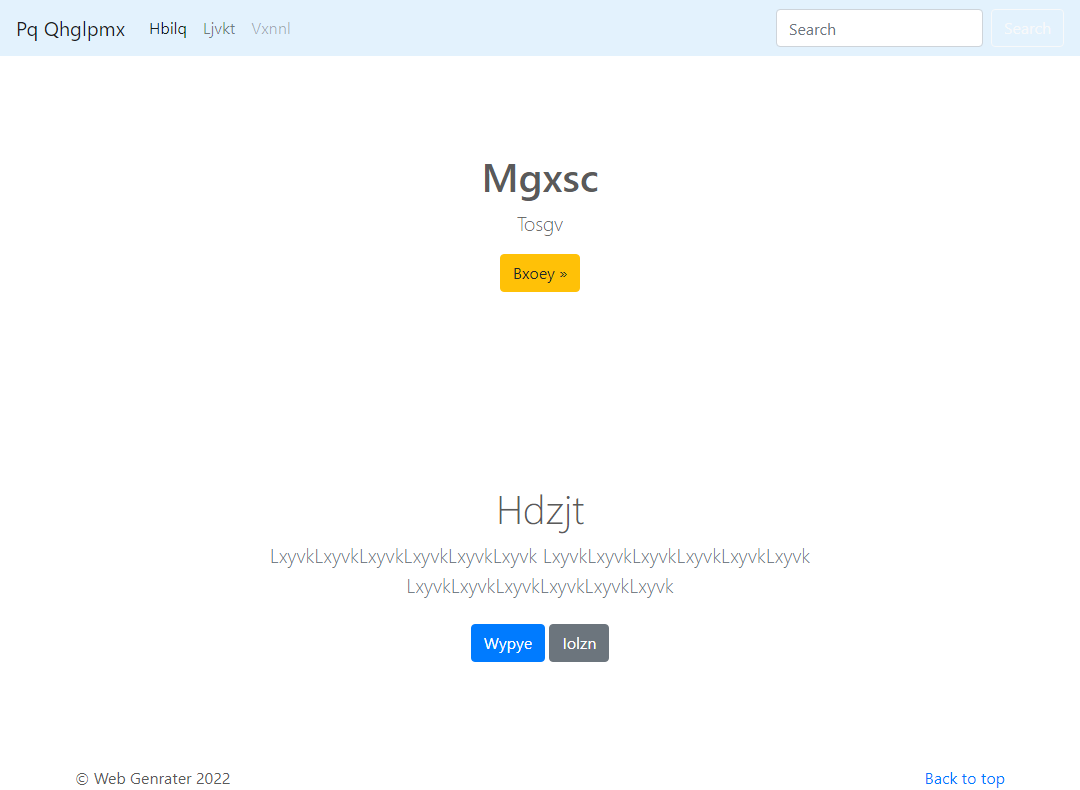 Pq Qhglpmx Hbilq Ljvkt Vxnnl Search Search
Mgxsc
Tosgv
Bxoey »
Hdzjt
LxyvkLxyvkLxyvkLxyvkLxyvkLxyvk LxyvkLxyvkLxyvkLxyvkLxyvkLxyvk
LxyvkLxyvkLxyvkLxyvkLxyvkLxyvk
Wypye Iolzn
© Web Genrater 2022 Back to top